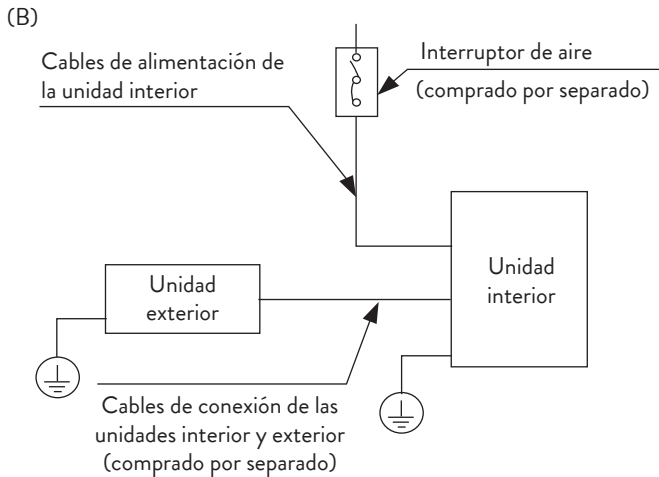 (B)
Cables de alimentación de
la unidad interior
Interruptor de aire
(comprado por separado)
Unidad
interior
Unidad
exterior
Cables de conexión de las
unidades interior y exterior
(comprado por separado)